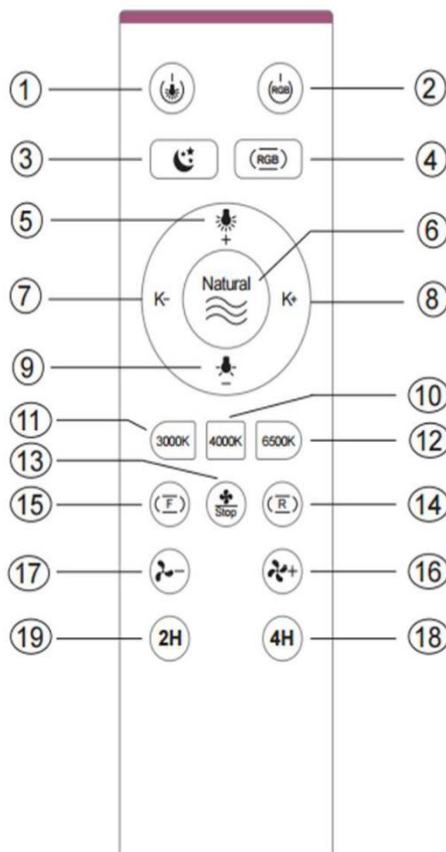 1 2
RGB
3 4
RGB
5 6
+
Natural
7 K- K+ 8
9
-
10
11 3000K 4000K 6500K 12
13
15 F Stop R 14
17 - + 16
19 2H 4H 18